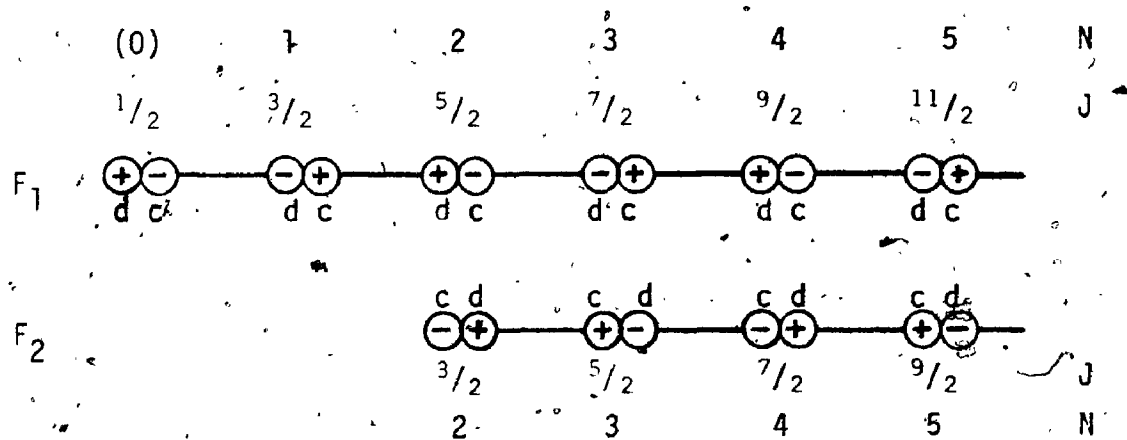 (0) 1 2 3 4 5 N
1/2 3/2 5/2 7/2 9/2 11/2 J
F1 + − − + + − − + + − − +
d c d c d c d c d c d c
c d c d c d c d
F2 − + + − − + + −
3/2 5/2 7/2 9/2 J
2 3 4 5 N